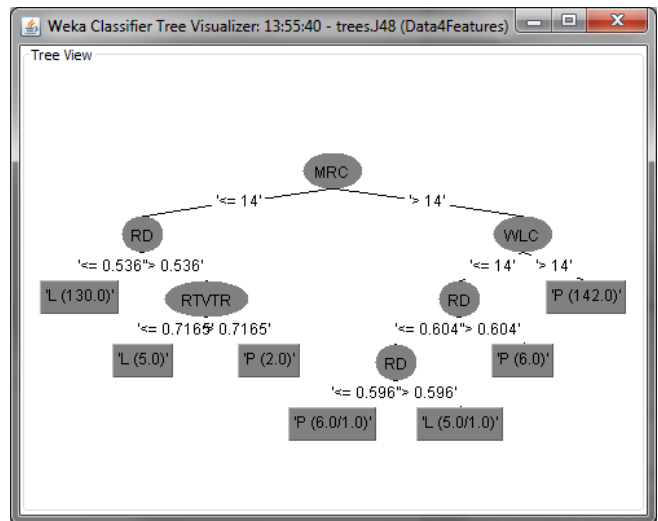 Weka Classifier Tree Visualizer: 13:55:40 - trees.J48 (Data4Features)
Tree View
MRC
'<= 14' '> 14'
RD WLC
'<= 0.536' '> 0.536' '<= 14' '> 14'
'L (130.0)' RTVTR RD 'P (142.0)'
'<= 0.7165' '> 0.7165' '<= 0.604' '> 0.604'
'L (5.0)' 'P (2.0)' RD 'P (6.0)'
'<= 0.596' '> 0.596'
'P (6.0/1.0)' 'L (5.0/1.0)'